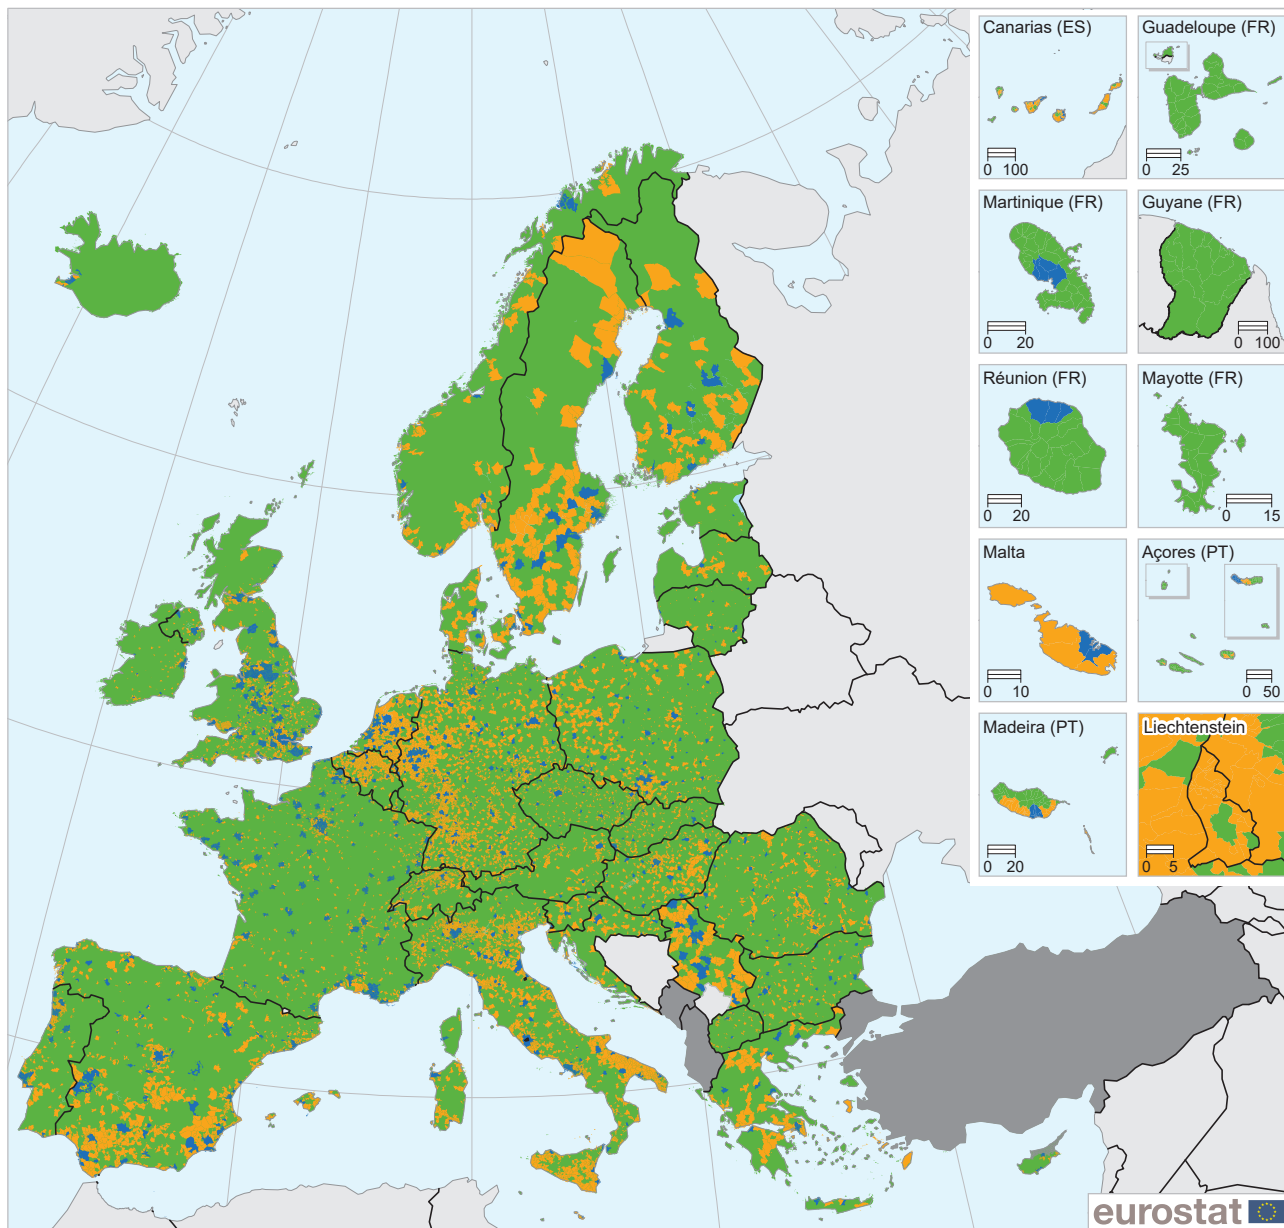 Canarias (ES)
0 100
Guadeloupe (FR)
0 25
Martinique (FR)
0 20
Guyane (FR)
0 100
Réunion (FR)
0 20
Mayotte (FR)
0 15
Malta
0 10
Açores (PT)
0 50
Madeira (PT)
0 20
Liechtenstein
0 5
eurostat